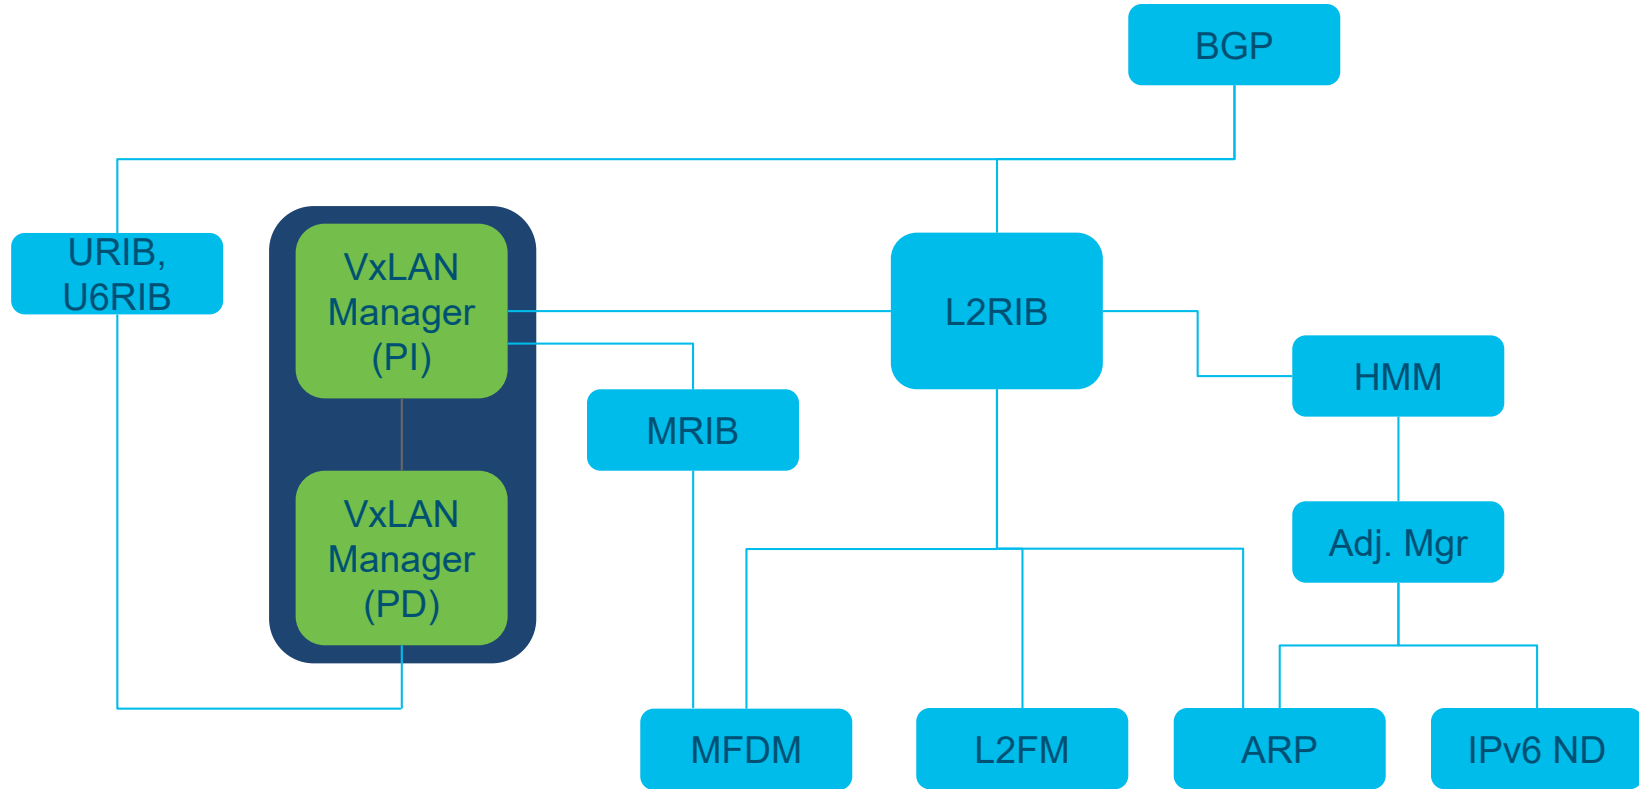 BGP
URIB,
U6RIB
VxLAN
Manager
(PI)
L2RIB
HMM
MRIB
VxLAN
Manager
(PD)
Adj. Mgr
MFDM
L2FM
ARP
IPv6 ND